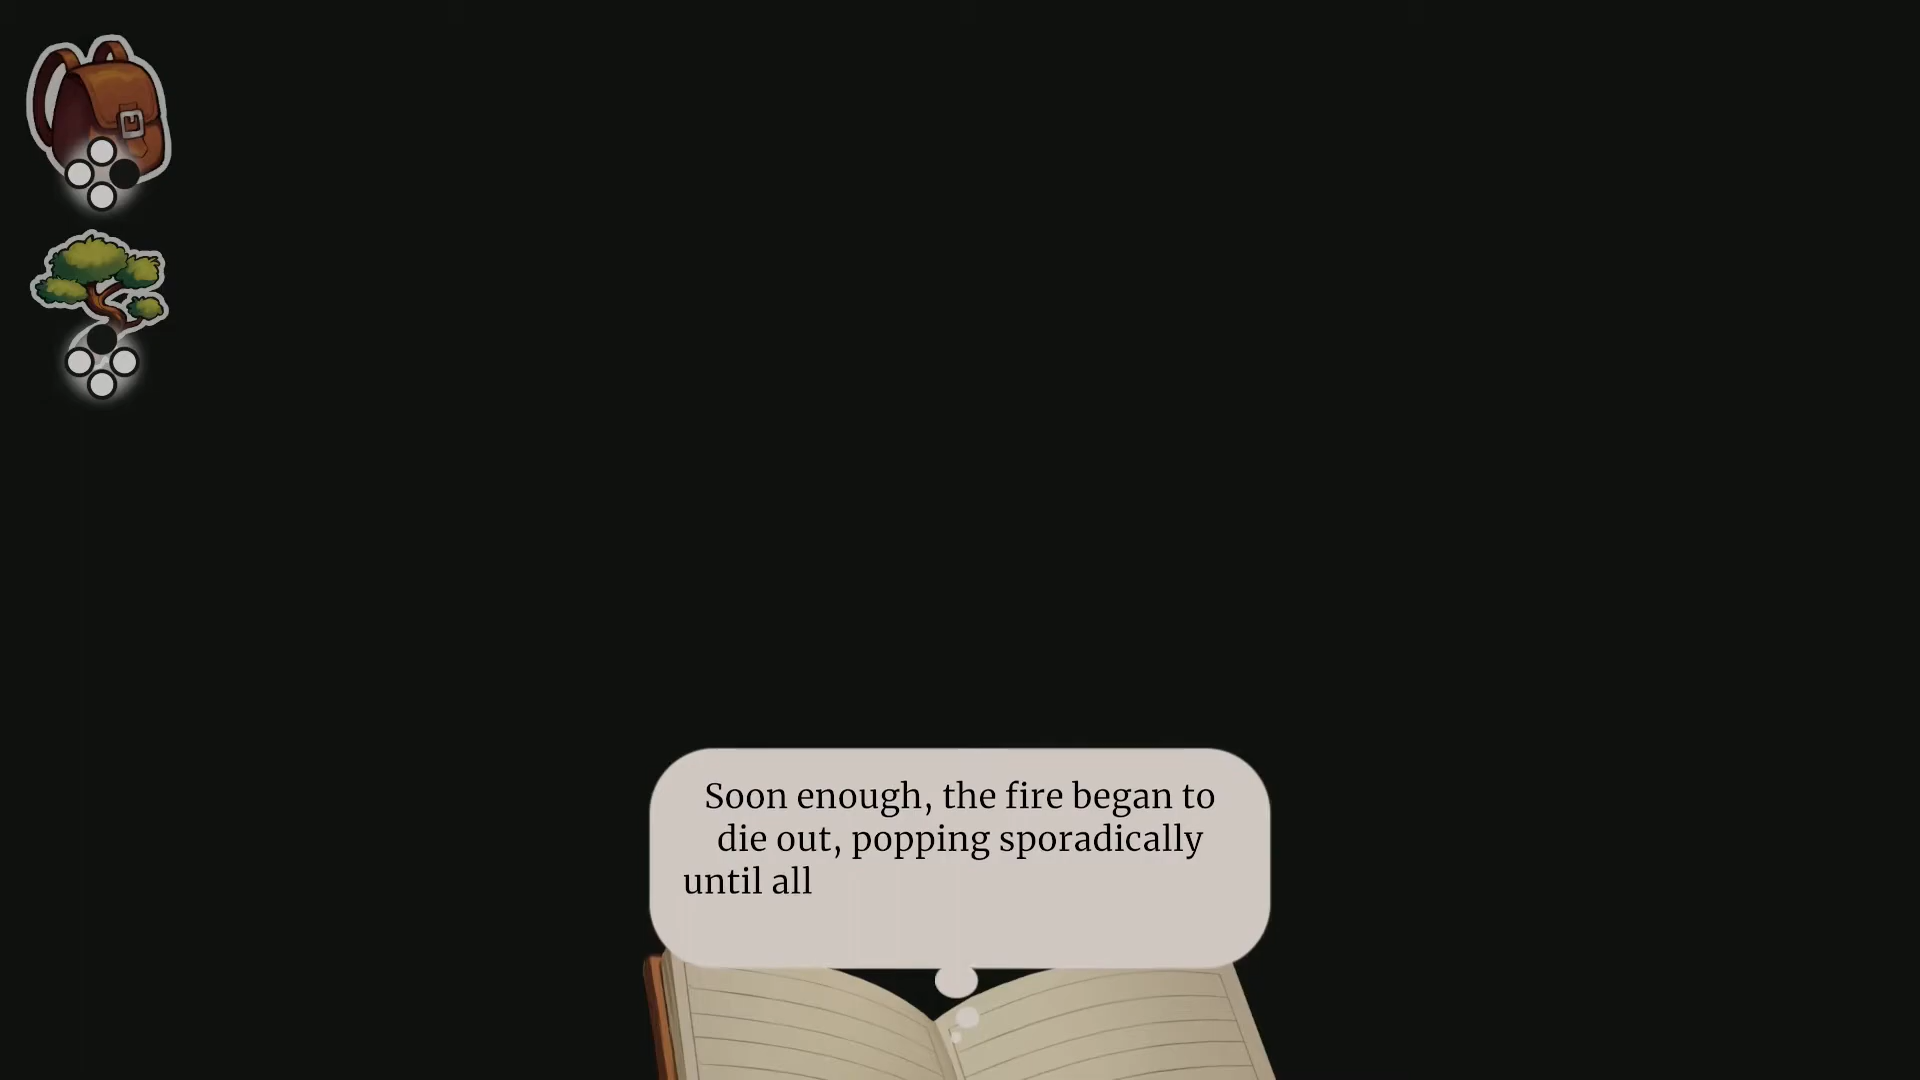 Soon enough, the fire began to
die out, popping sporadically
until all